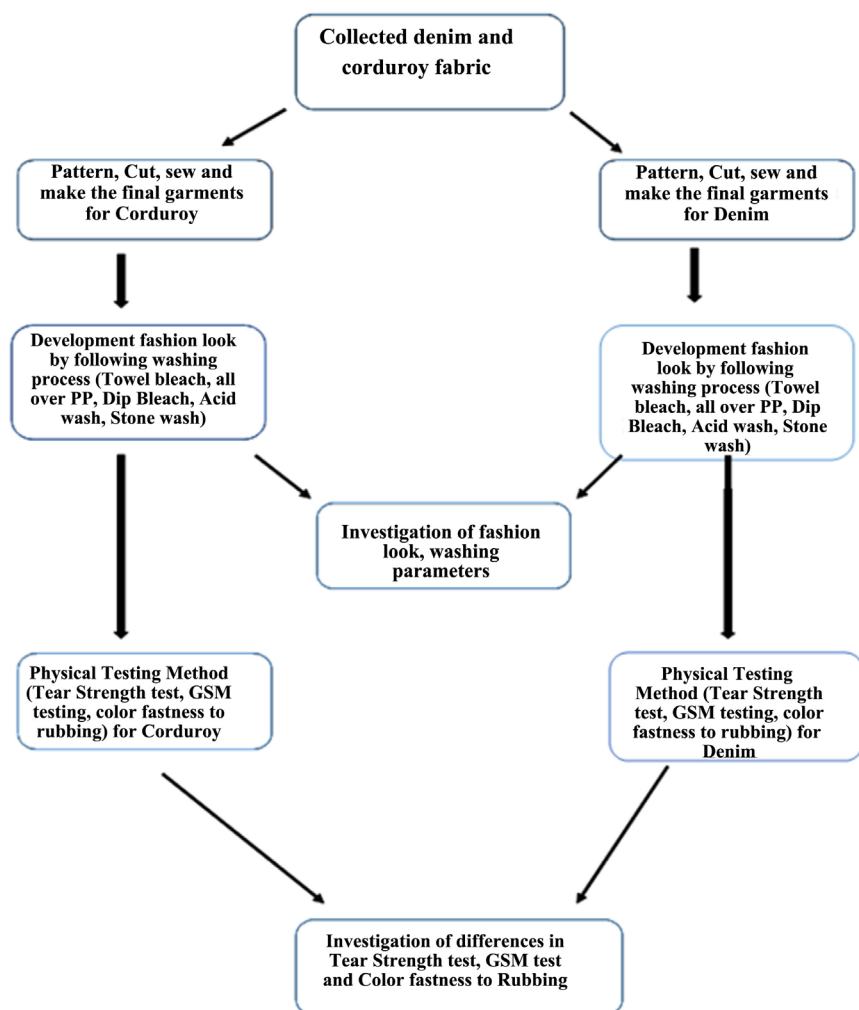 Collected denim and
corduroy fabric
Pattern, Cut, sew and
make the final garments
for Corduroy
Pattern, Cut, sew and
make the final garments
for Denim
Development fashion look
by following washing
process (Towel bleach, all
over PP, Dip Bleach, Acid
wash, Stone wash)
Development fashion
look by following
washing process (Towel
bleach, all over PP, Dip
Bleach, Acid wash, Stone
wash)
Investigation of fashion
look, washing
parameters
Physical Testing Method
(Tear Strength test, GSM
testing, color fastness to
rubbing) for Corduroy
Physical Testing
Method (Tear Strength
test, GSM testing, color
fastness to rubbing) for
Denim
Investigation of differences in
Tear Strength test, GSM test
and Color fastness to Rubbing